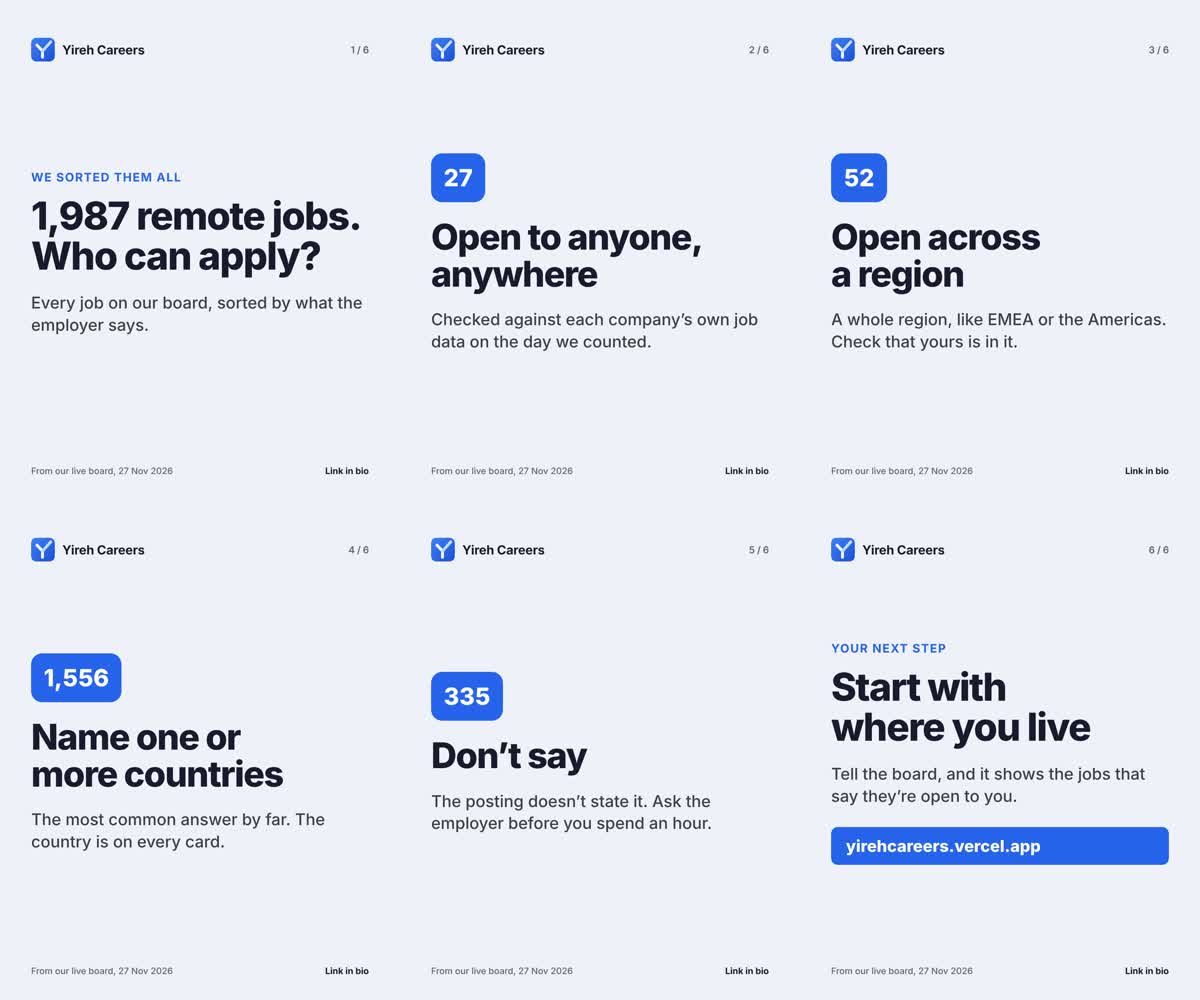 Yireh Careers
1 / 6
WE SORTED THEM ALL
1,987 remote jobs.
Who can apply?
Every job on our board, sorted by what the
employer says.
From our live board, 27 Nov 2026
Link in bio
Yireh Careers
2 / 6
27
Open to anyone,
anywhere
Checked against each company’s own job
data on the day we counted.
From our live board, 27 Nov 2026
Link in bio
Yireh Careers
3 / 6
52
Open across
a region
A whole region, like EMEA or the Americas.
Check that yours is in it.
From our live board, 27 Nov 2026
Link in bio
Yireh Careers
4 / 6
1,556
Name one or
more countries
The most common answer by far. The
country is on every card.
From our live board, 27 Nov 2026
Link in bio
Yireh Careers
5 / 6
335
Don’t say
The posting doesn’t state it. Ask the
employer before you spend an hour.
From our live board, 27 Nov 2026
Link in bio
Yireh Careers
6 / 6
YOUR NEXT STEP
Start with
where you live
Tell the board, and it shows the jobs that
say they’re open to you.
yirehcareers.vercel.app
From our live board, 27 Nov 2026
Link in bio